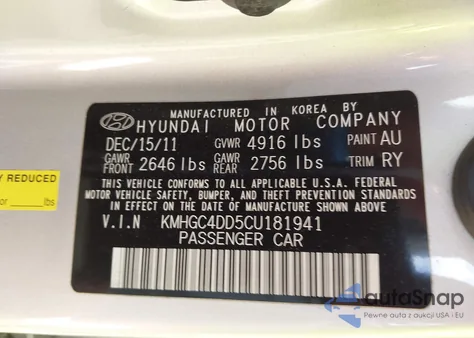 MANUFACTURED IN KOREA BY
HYUNDAI MOTOR COMPANY
DEC/15/11 GVWR 4916 lbs PAINT AU
GAWR FRONT 2646 lbs GAWR REAR 2756 lbs TRIM RY
Y REDUCED
or lbs
THIS VEHICLE CONFORMS TO ALL APPLICABLE U.S.A. FEDERAL
MOTOR VEHICLE SAFETY, BUMPER, AND THEFT PREVENTION STANDARDS
IN EFFECT ON THE DATE OF MANUFACTURE SHOWN ABOVE.
V.I.N KMHGC4DD5CU181941
PASSENGER CAR
autoSnap
Pewne auta z aukcji USA i EU